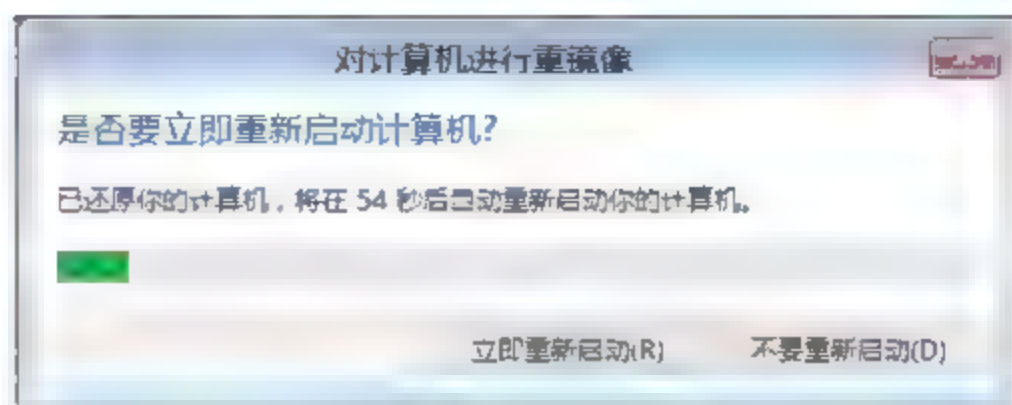 对计算机进行重镜像
是否要立即重新启动计算机?
已还原你的计算机，将在 54 秒后自动重新启动你的计算机。
立即重新启动(R) 不要重新启动(D)